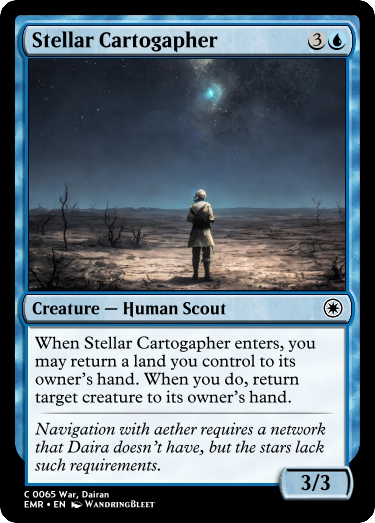 Stellar Cartogapher 3
Creature — Human Scout
When Stellar Cartogapher enters, you
may return a land you control to its
owner's hand. When you do, return
target creature to its owner's hand.
Navigation with aether requires a network
that Daira doesn't have, but the stars lack
such requirements.
3/3
C 0065 War, Dairan
EMR • EN WANDRINGBLEET